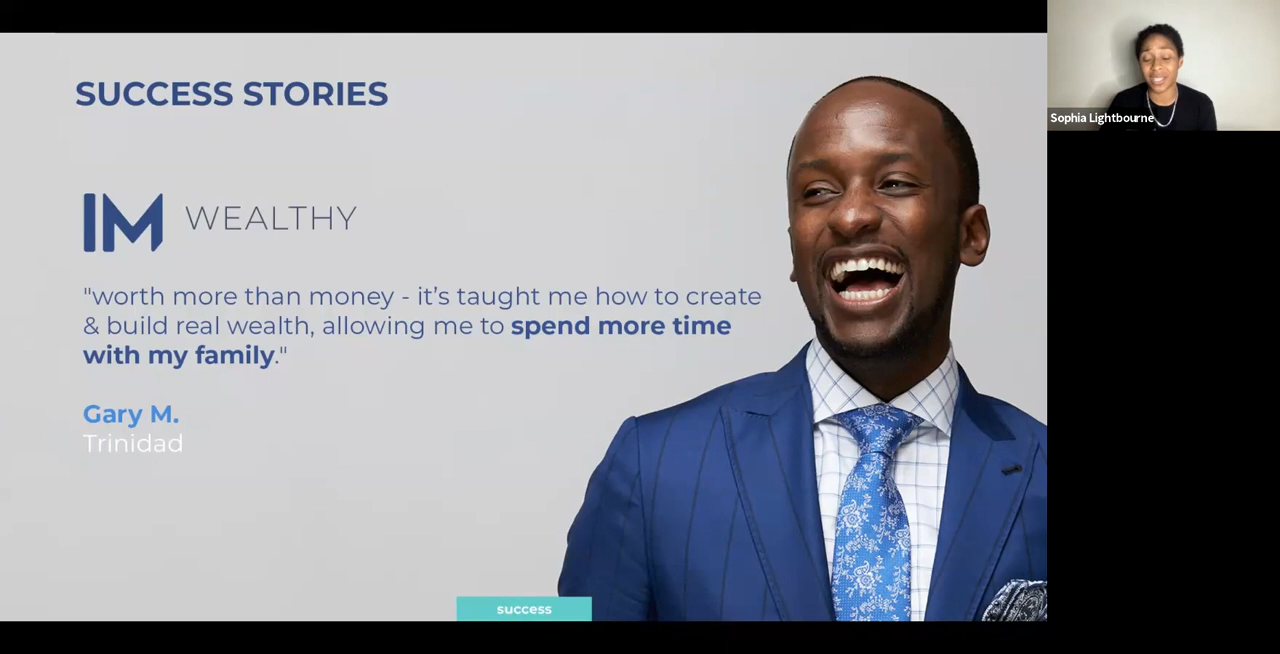 SUCCESS STORIES
IM WEALTHY
"worth more than money - it’s taught me how to create
& build real wealth, allowing me to spend more time
with my family."
Gary M.
Trinidad
success
Sophia Lightbourne